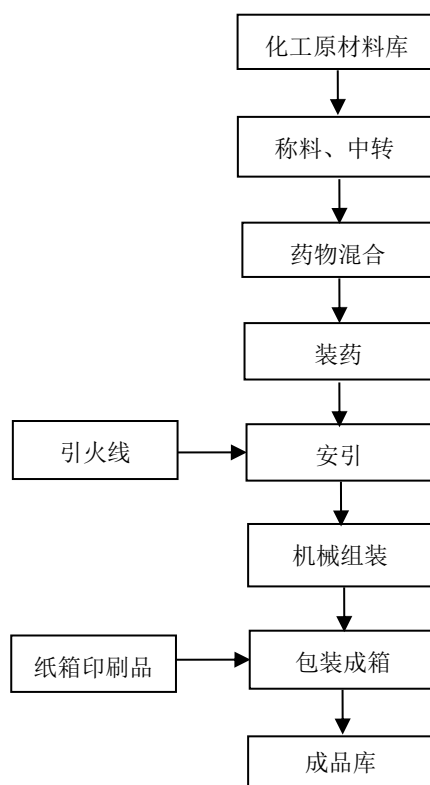 化工原材料库
称料、中转
药物混合
装药
引火线
安引
机械组装
纸箱印刷品
包装成箱
成品库